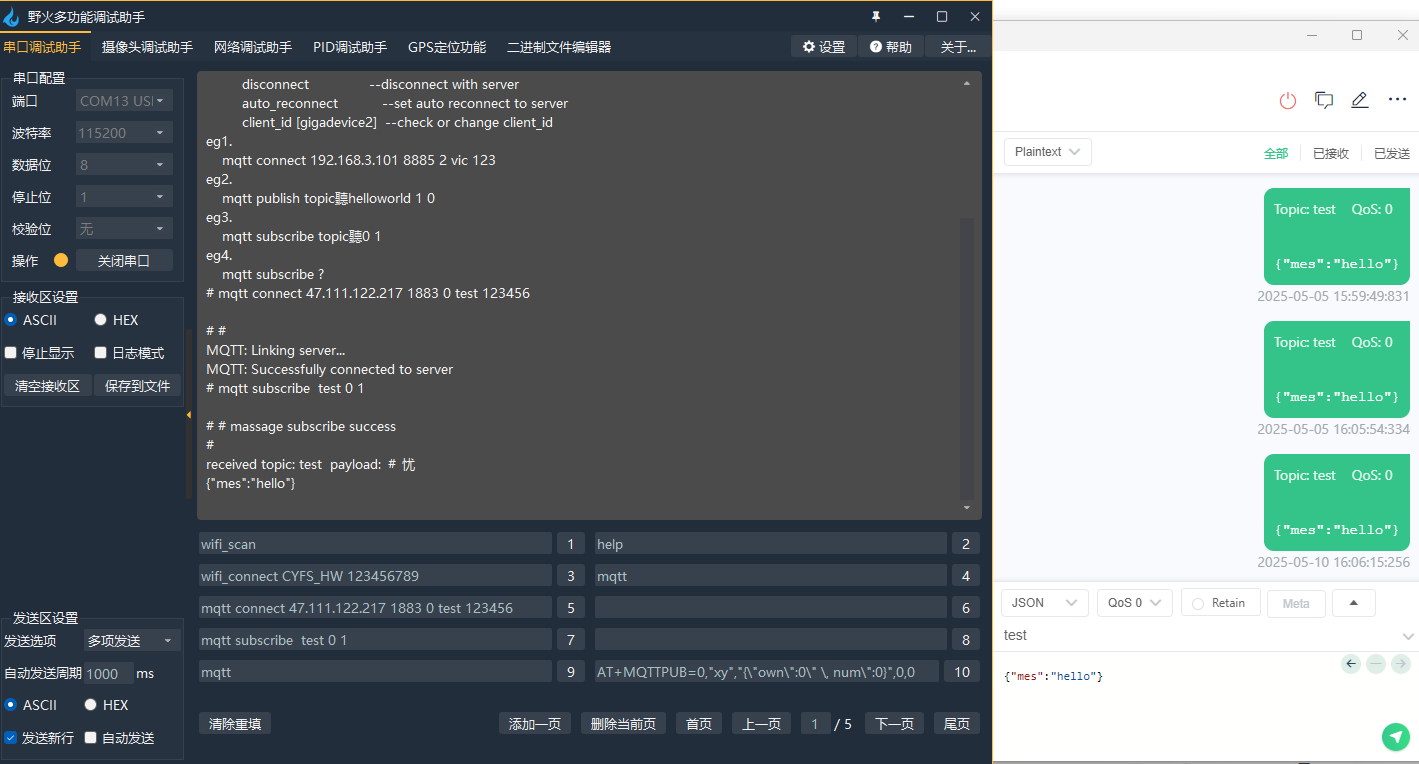 野火多功能调试助手
串口调试助手 摄像头调试助手 网络调试助手 PID调试助手 GPS定位功能 二进制文件编辑器 设置 帮助 关于...
串口配置
端口 COM13 USI
波特率 115200
数据位 8
停止位 1
校验位 无
操作 关闭串口
接收区设置
ASCII HEX
停止显示 日志模式
清空接收区 保存到文件
disconnect --disconnect with server
auto_reconnect --set auto reconnect to server
client_id [gigadevice2] --check or change client_id
eg1.
mqtt connect 192.168.3.101 8885 2 vic 123
eg2.
mqtt publish topic聽helloworld 1 0
eg3.
mqtt subscribe topic聽0 1
eg4.
mqtt subscribe ?
# mqtt connect 47.111.122.217 1883 0 test 123456
# #
MQTT: Linking server...
MQTT: Successfully connected to server
# mqtt subscribe  test 0 1
# # massage subscribe success
#
received topic: test  payload:  #  忧
{"mes":"hello"}
wifi_scan 1 help 2
wifi_connect CYFS_HW 123456789 3 mqtt 4
mqtt connect 47.111.122.217 1883 0 test 123456 5 6
mqtt subscribe  test 0 1 7 8
mqtt 9 AT+MQTTPUB=0,"xy","{\"own\":0\" \, num\":0}",0,0 10
发送区设置
发送选项 多项发送
自动发送周期 1000 ms
ASCII HEX
发送新行 自动发送
清除重填 添加一页 删除当前页 首页 上一页 1 / 5 下一页 尾页
Plaintext 全部 已接收 已发送
Topic: test QoS: 0
{"mes":"hello"}
2025-05-05 15:59:49:831
Topic: test QoS: 0
{"mes":"hello"}
2025-05-05 16:05:54:334
Topic: test QoS: 0
{"mes":"hello"}
2025-05-10 16:06:15:256
JSON QoS 0 Retain Meta
test
{"mes":"hello"}